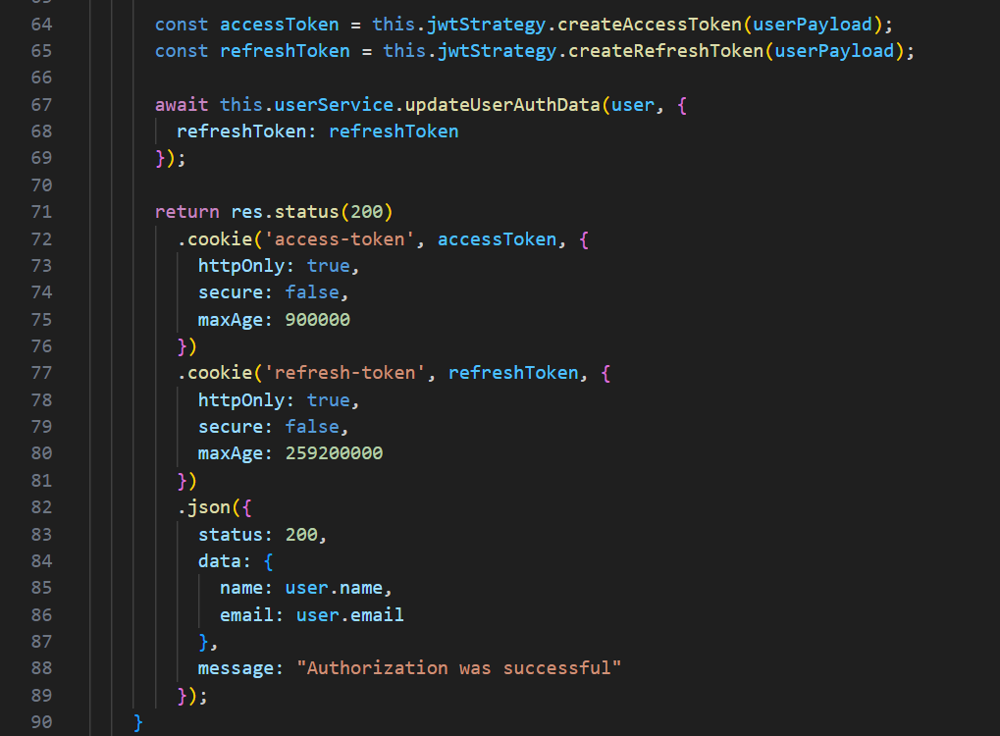 64 const accessToken = this.jwtStrategy.createAccessToken(userPayload);
65 const refreshToken = this.jwtStrategy.createRefreshToken(userPayload);
66
67 await this.userService.updateUserAuthData(user, {
68 refreshToken: refreshToken
69 });
70
71 return res.status(200)
72 .cookie('access-token', accessToken, {
73 httpOnly: true,
74 secure: false,
75 maxAge: 900000
76 })
77 .cookie('refresh-token', refreshToken, {
78 httpOnly: true,
79 secure: false,
80 maxAge: 259200000
81 })
82 .json({
83 status: 200,
84 data: {
85 name: user.name,
86 email: user.email
87 },
88 message: "Authorization was successful"
89 });
90 }